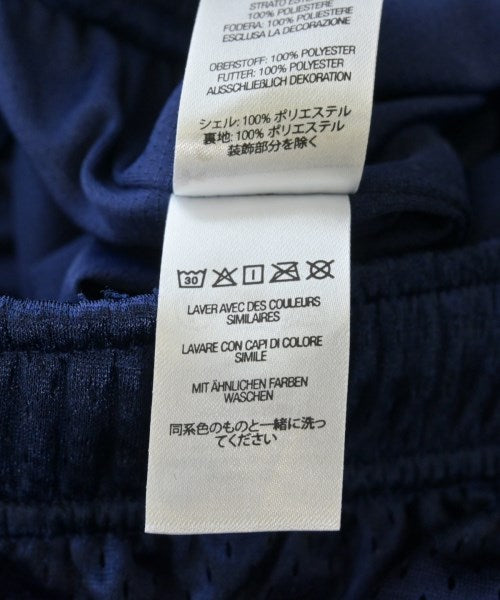 STRATO
100% POLIESTERE
FODERA: 100% POLIESTERE
ESCLUSA LA DECORAZIONE
OBERSTOFF: 100% POLYESTER
FUTTER: 100% POLYESTER
AUSSCHLIEßLICH DEKORATION
シェル: 100% ポリエステル
裏地: 100% ポリエステル
装飾部分を除く
30
LAVER AVEC DES COULEURS
SIMILAIRES
LAVARE CON CAPI DI COLORE
SIMILE
MIT ÄHNLICHEN FARBEN
WASCHEN
同系色のものと一緒に洗っ
てください